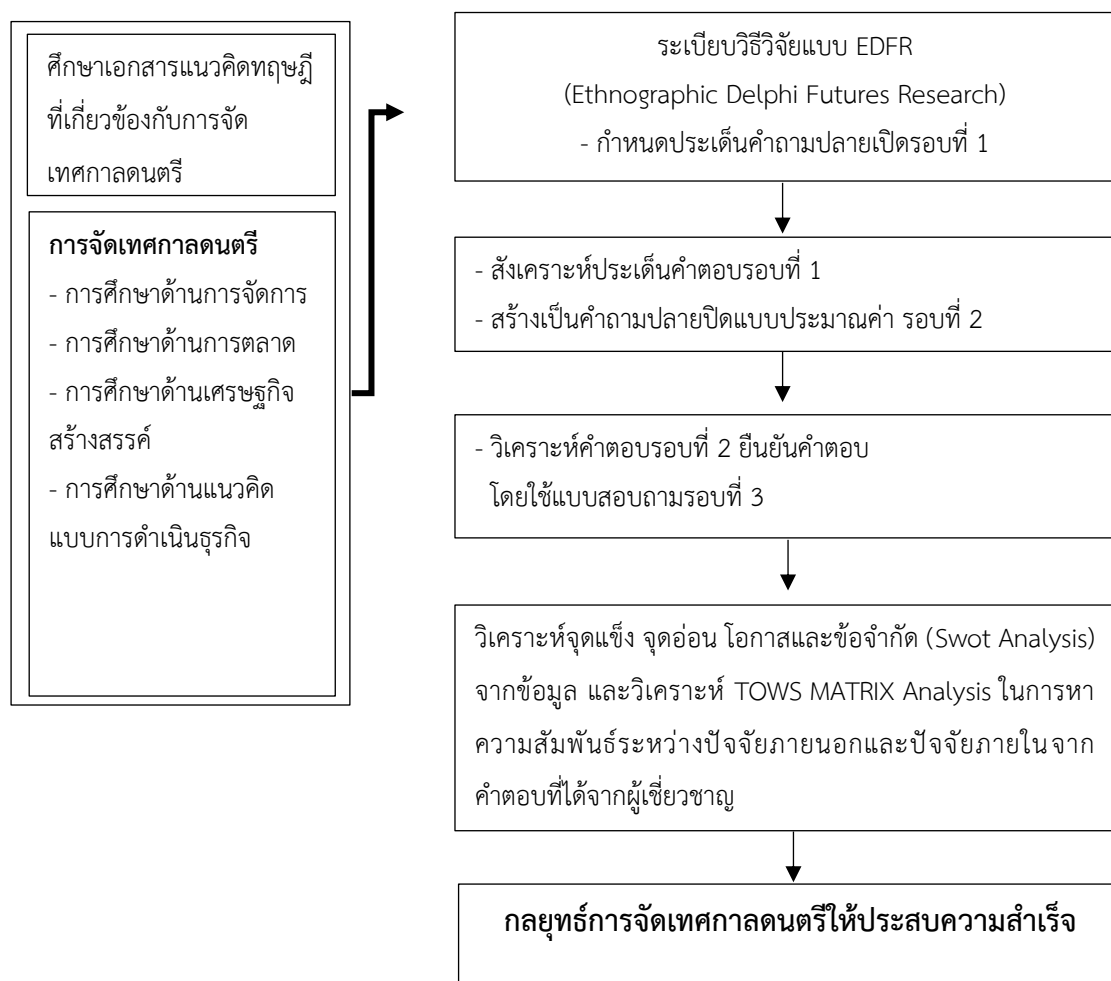 ศึกษาเอกสารแนวคิดทฤษฎี
ที่เกี่ยวข้องกับการจัด
เทศกาลดนตรี
การจัดเทศกาลดนตรี
- การศึกษาด้านการจัดการ
- การศึกษาด้านการตลาด
- การศึกษาด้านเศรษฐกิจ
สร้างสรรค์
- การศึกษาด้านแนวคิด
แบบการดำเนินธุรกิจ
ระเบียบวิธีวิจัยแบบ EDFR
(Ethnographic Delphi Futures Research)
- กำหนดประเด็นคำถามปลายเปิดรอบที่ 1
- สังเคราะห์ประเด็นคำตอบรอบที่ 1
- สร้างเป็นคำถามปลายปิดแบบประมาณค่า รอบที่ 2
- วิเคราะห์คำตอบรอบที่ 2 ยืนยันคำตอบ
โดยใช้แบบสอบถามรอบที่ 3
วิเคราะห์จุดแข็ง จุดอ่อน โอกาสและข้อจำกัด (Swot Analysis)
จากข้อมูล และวิเคราะห์ TOWS MATRIX Analysis ในการหา
ความสัมพันธ์ระหว่างปัจจัยภายนอกและปัจจัยภายใน จาก
คำตอบที่ได้จากผู้เชี่ยวชาญ
กลยุทธ์การจัดเทศกาลดนตรีให้ประสบความสำเร็จ